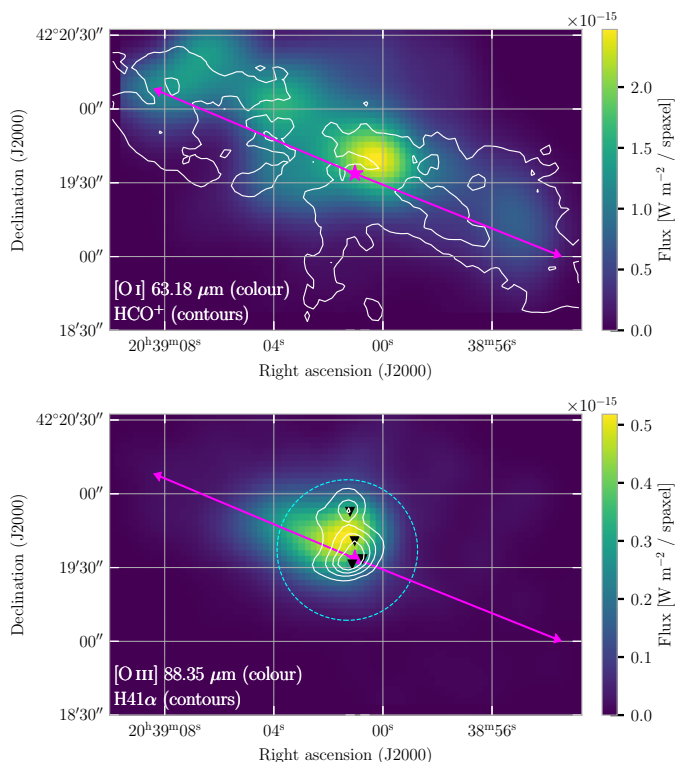 ×10⁻¹⁵
42°20′30″
00″
19′30″
00″
18′30″
Declination (J2000)
[O I] 63.18 μm (colour)
HCO⁺ (contours)
20ʰ39ᵐ08ˢ 04ˢ 00ˢ 38ᵐ56ˢ
Right ascension (J2000)
2.0
1.5
1.0
0.5
0.0
Flux [W m⁻² / spaxel]
×10⁻¹⁵
42°20′30″
00″
19′30″
00″
18′30″
Declination (J2000)
[O III] 88.35 μm (colour)
H41α (contours)
20ʰ39ᵐ08ˢ 04ˢ 00ˢ 38ᵐ56ˢ
Right ascension (J2000)
0.5
0.4
0.3
0.2
0.1
0.0
Flux [W m⁻² / spaxel]